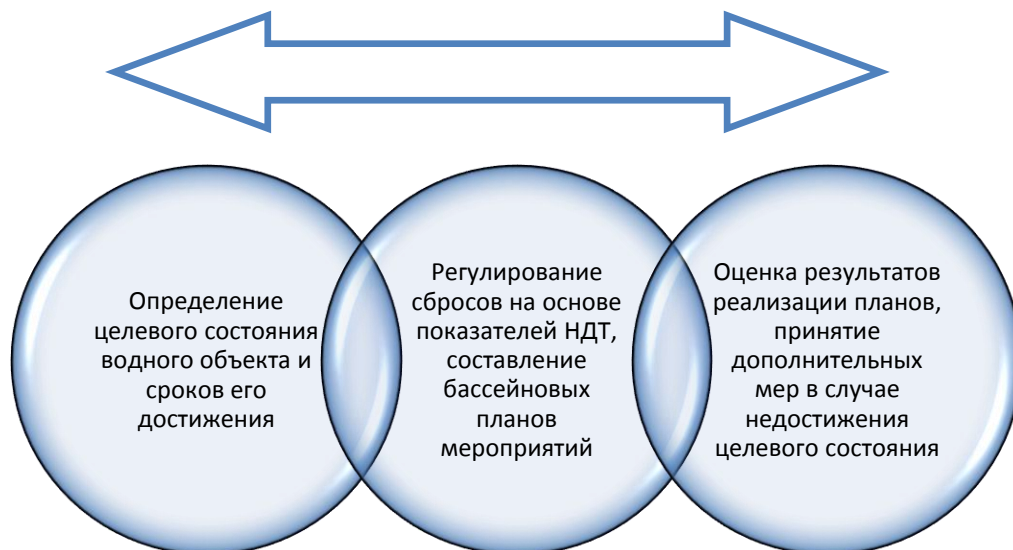 Определение
целевого состояния
водного объекта и
сроков его
достижения
Регулирование
сбросов на основе
показателей НДТ,
составление
бассейновых
планов
мероприятий
Оценка результатов
реализации планов,
принятие
дополнительных
мер в случае
недостижения
целевого состояния